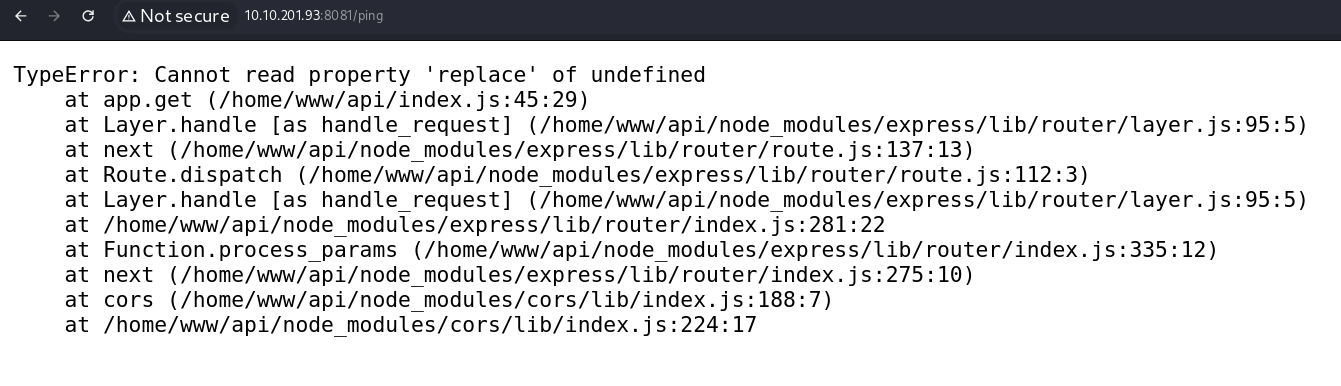 Not secure 10.10.201.93:8081/ping
TypeError: Cannot read property 'replace' of undefined
at app.get (/home/www/api/index.js:45:29)
at Layer.handle [as handle_request] (/home/www/api/node_modules/express/lib/router/layer.js:95:5)
at next (/home/www/api/node_modules/express/lib/router/route.js:137:13)
at Route.dispatch (/home/www/api/node_modules/express/lib/router/route.js:112:3)
at Layer.handle [as handle_request] (/home/www/api/node_modules/express/lib/router/layer.js:95:5)
at /home/www/api/node_modules/express/lib/router/index.js:281:22
at Function.process_params (/home/www/api/node_modules/express/lib/router/index.js:335:12)
at next (/home/www/api/node_modules/express/lib/router/index.js:275:10)
at cors (/home/www/api/node_modules/cors/lib/index.js:188:7)
at /home/www/api/node_modules/cors/lib/index.js:224:17